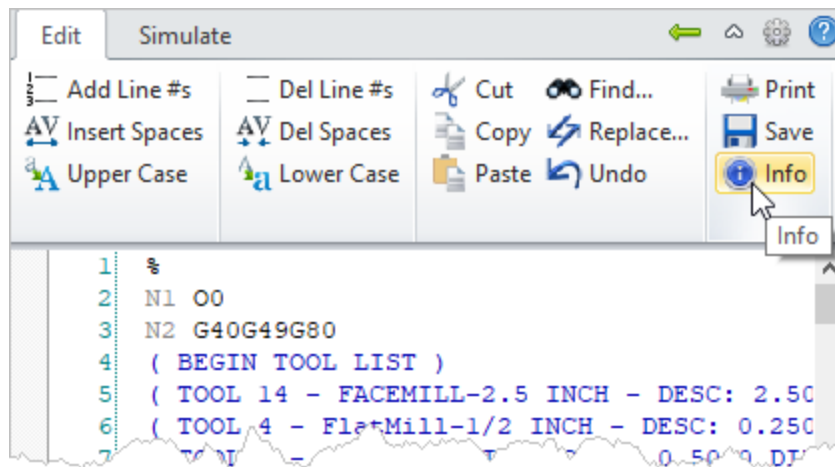 Edit Simulate
Add Line #s Del Line #s Cut Find... Print
Insert Spaces Del Spaces Copy Replace... Save
Upper Case Lower Case Paste Undo Info
Info
1 %
2 N1 O0
3 N2 G40G49G80
4 ( BEGIN TOOL LIST )
5 ( TOOL 14 - FACEMILL-2.5 INCH - DESC: 2.50
6 ( TOOL 4 - FlatMill-1/2 INCH - DESC: 0.250
7